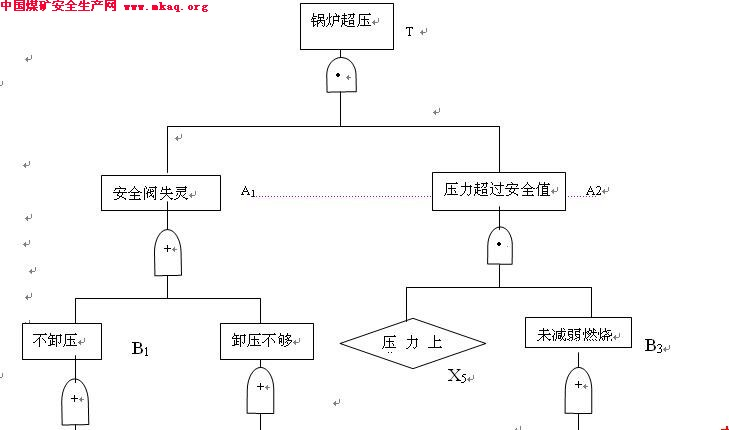 中国煤矿安全生产网 www.mkaq.org
锅炉超压
T
安全阀失灵
A1
压力超过安全值
A2
不卸压
B1
卸压不够
压 力 上
X5
未减弱燃烧
B3